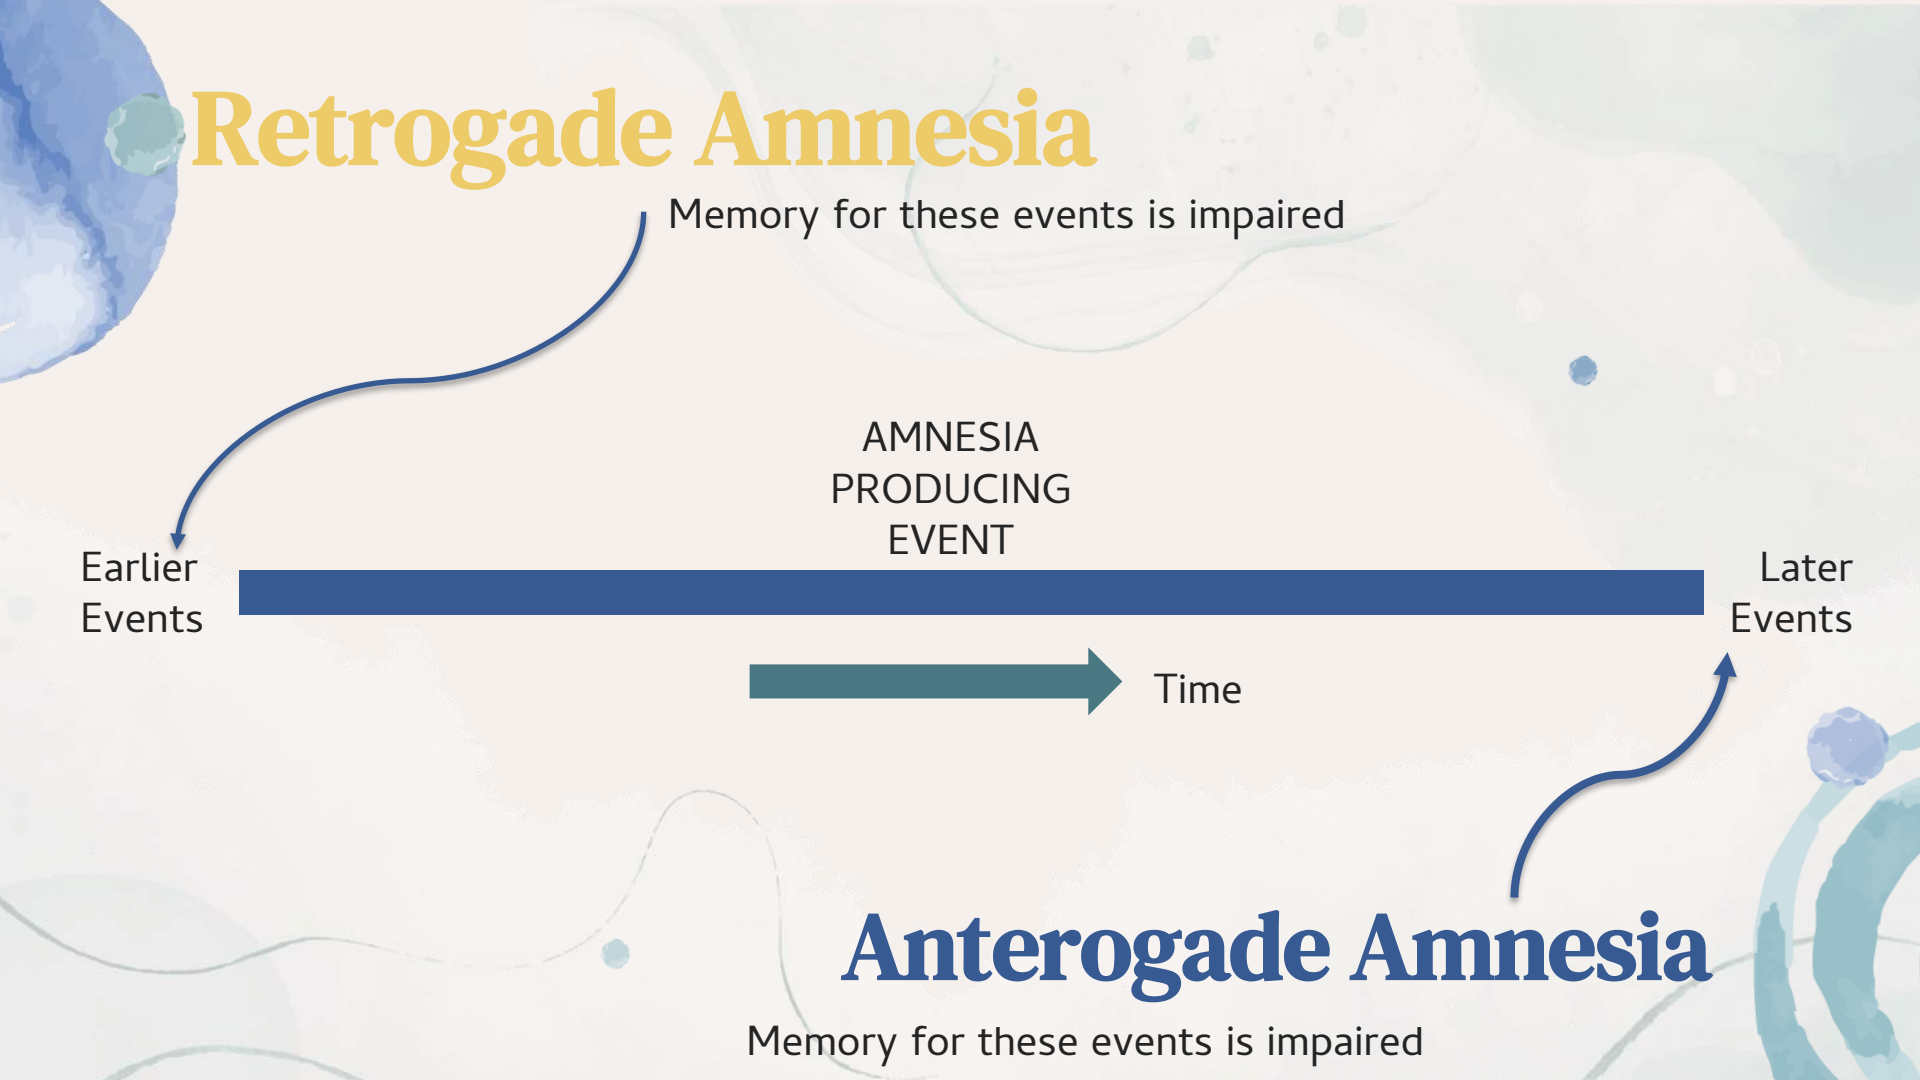 Retrogade Amnesia
Memory for these events is impaired
AMNESIA
PRODUCING
EVENT
Earlier
Events
Later
Events
Time
Anterogade Amnesia
Memory for these events is impaired